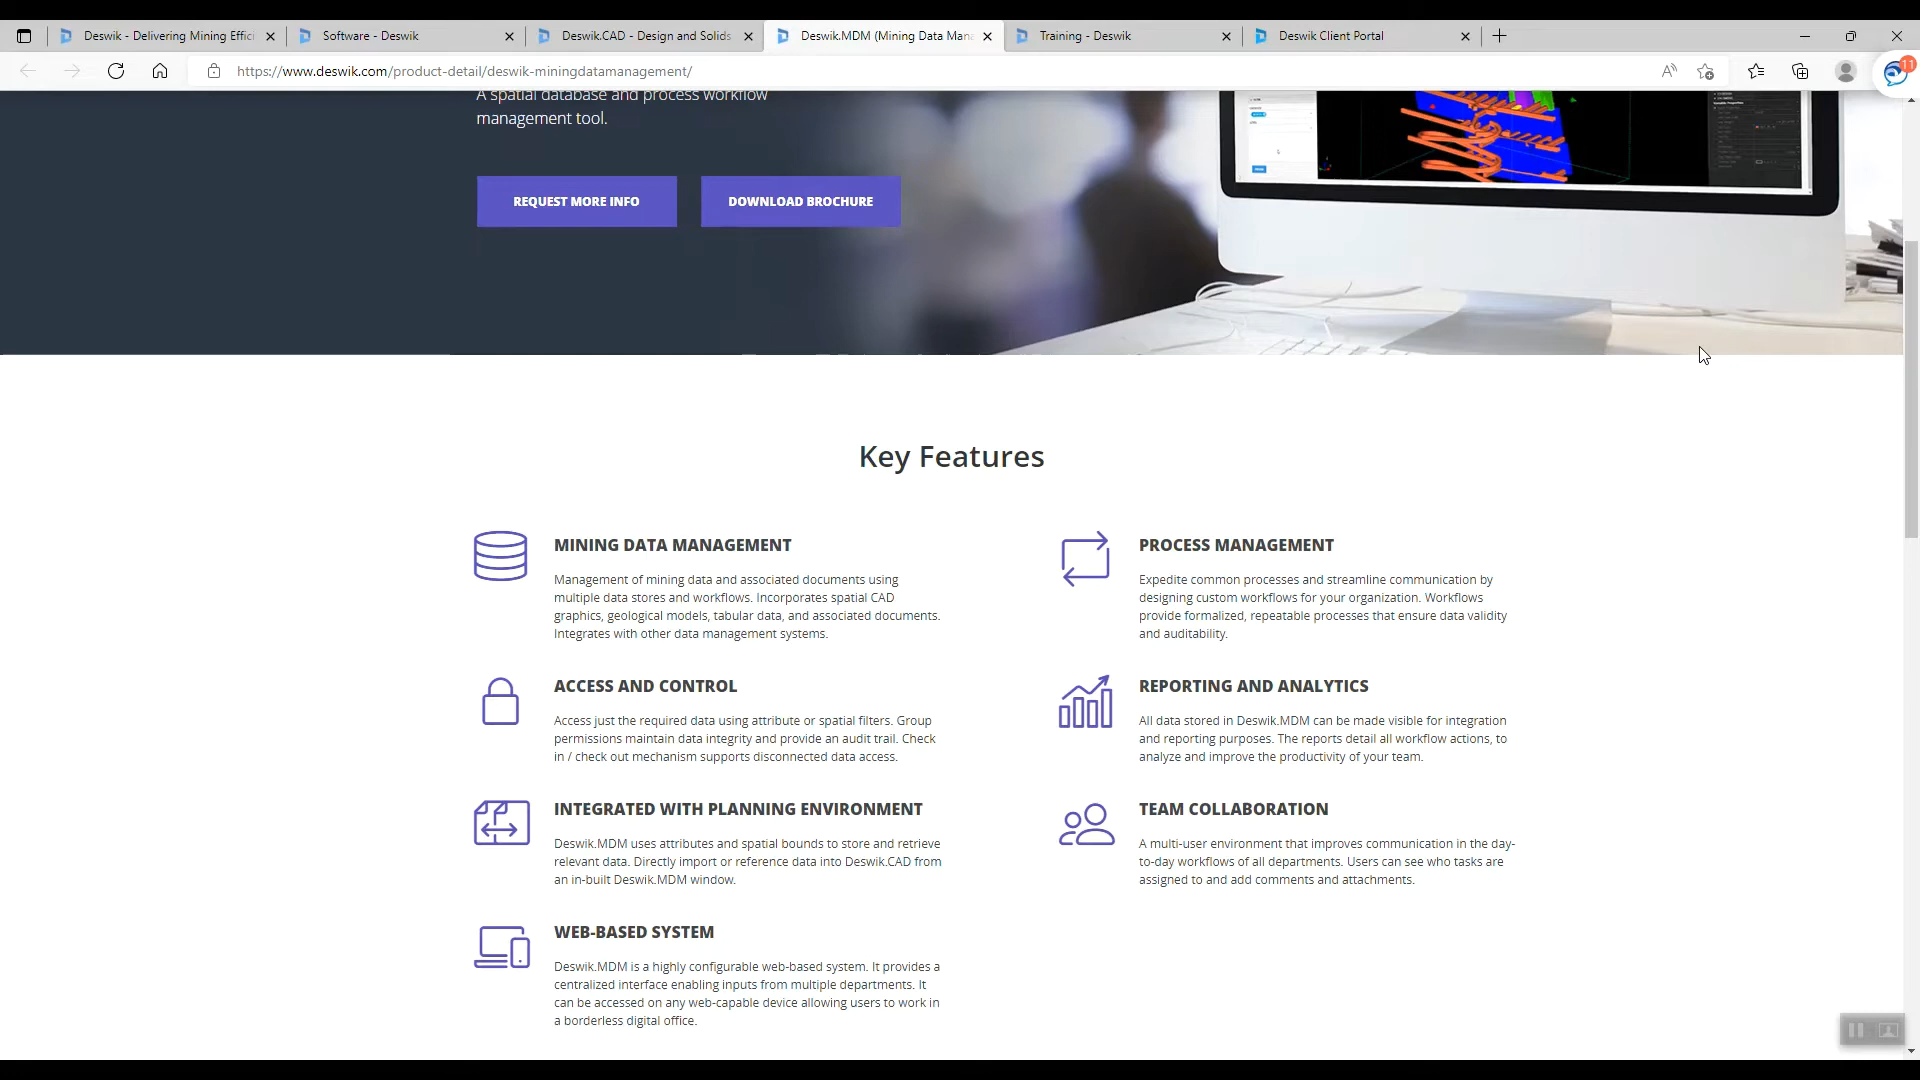 Deswik - Delivering Mining Effici
Software - Deswik
Deswik.CAD - Design and Solids
Deswik.MDM (Mining Data Mana
Training - Deswik
Deswik Client Portal
https://www.deswik.com/product-detail/deswik-miningdatamanagement/
11
A spatial database and process workflow
management tool.
REQUEST MORE INFO
DOWNLOAD BROCHURE
Key Features
MINING DATA MANAGEMENT
Management of mining data and associated documents using
multiple data stores and workflows. Incorporates spatial CAD
graphics, geological models, tabular data, and associated documents.
Integrates with other data management systems.
PROCESS MANAGEMENT
Expedite common processes and streamline communication by
designing custom workflows for your organization. Workflows
provide formalized, repeatable processes that ensure data validity
and auditability.
ACCESS AND CONTROL
Access just the required data using attribute or spatial filters. Group
permissions maintain data integrity and provide an audit trail. Check
in / check out mechanism supports disconnected data access.
REPORTING AND ANALYTICS
All data stored in Deswik.MDM can be made visible for integration
and reporting purposes. The reports detail all workflow actions, to
analyze and improve the productivity of your team.
INTEGRATED WITH PLANNING ENVIRONMENT
Deswik.MDM uses attributes and spatial bounds to store and retrieve
relevant data. Directly import or reference data into Deswik.CAD from
an in-built Deswik.MDM window.
TEAM COLLABORATION
A multi-user environment that improves communication in the day-
to-day workflows of all departments. Users can see who tasks are
assigned to and add comments and attachments.
WEB-BASED SYSTEM
Deswik.MDM is a highly configurable web-based system. It provides a
centralized interface enabling inputs from multiple departments. It
can be accessed on any web-capable device allowing users to work in
a borderless digital office.